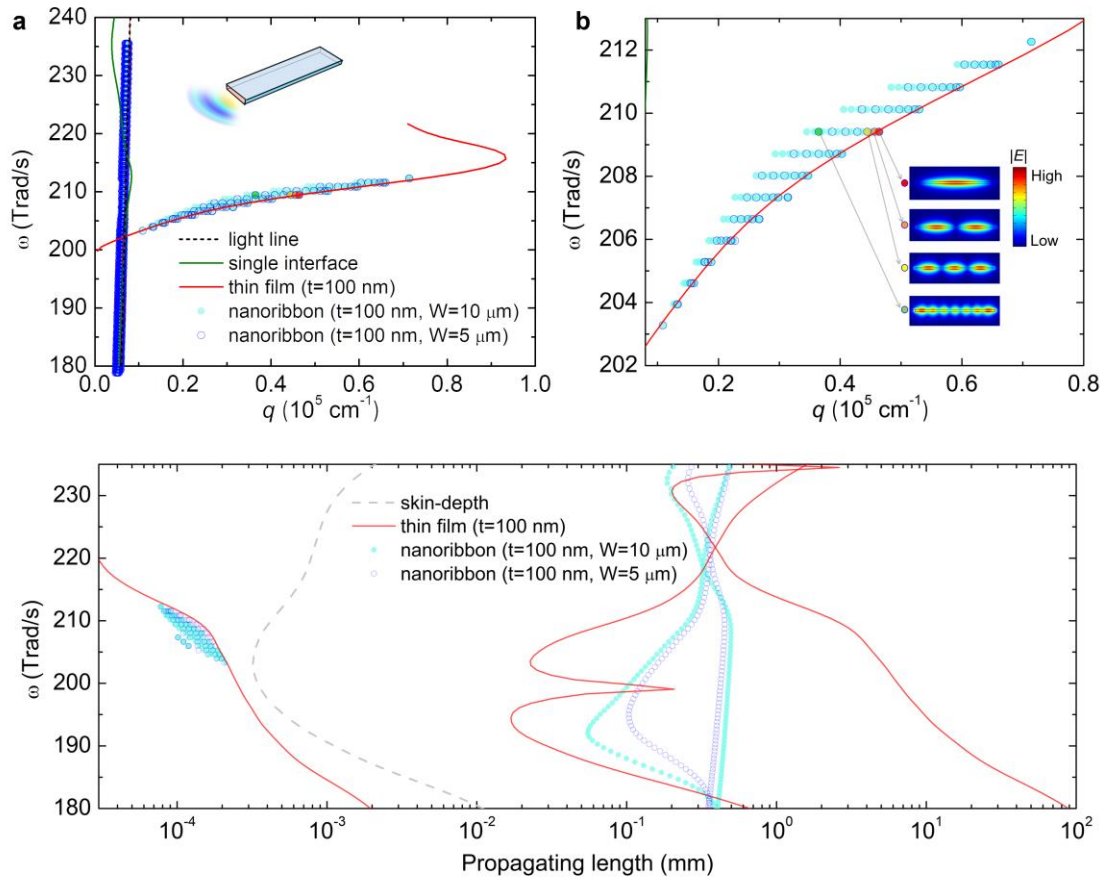 a
240
230
220
210
200
190
180
ω (Trad/s)
light line
single interface
thin film (t=100 nm)
nanoribbon (t=100 nm, W=10 μm)
nanoribbon (t=100 nm, W=5 μm)
0.0 0.2 0.4 0.6 0.8 1.0
q (10⁵ cm⁻¹)
b
212
210
208
206
204
202
ω (Trad/s)
|E|
High
Low
0.2 0.4 0.6 0.8
q (10⁵ cm⁻¹)
230
220
210
200
190
180
ω (Trad/s)
skin-depth
thin film (t=100 nm)
nanoribbon (t=100 nm, W=10 μm)
nanoribbon (t=100 nm, W=5 μm)
10⁻⁴ 10⁻³ 10⁻² 10⁻¹ 10⁰ 10¹ 10²
Propagating length (mm)